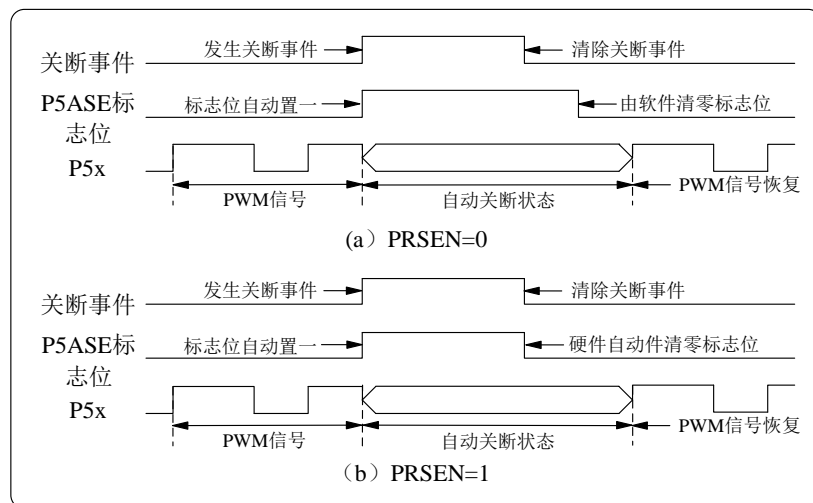 关断事件
发生关断事件
清除关断事件
P5ASE标志位
标志位自动置一
由软件清零标志位
P5x
PWM信号
自动关断状态
PWM信号恢复
(a）PRSEN=0
关断事件
发生关断事件
清除关断事件
P5ASE标志位
标志位自动置一
硬件自动件清零标志位
P5x
PWM信号
自动关断状态
PWM信号恢复
（b）PRSEN=1